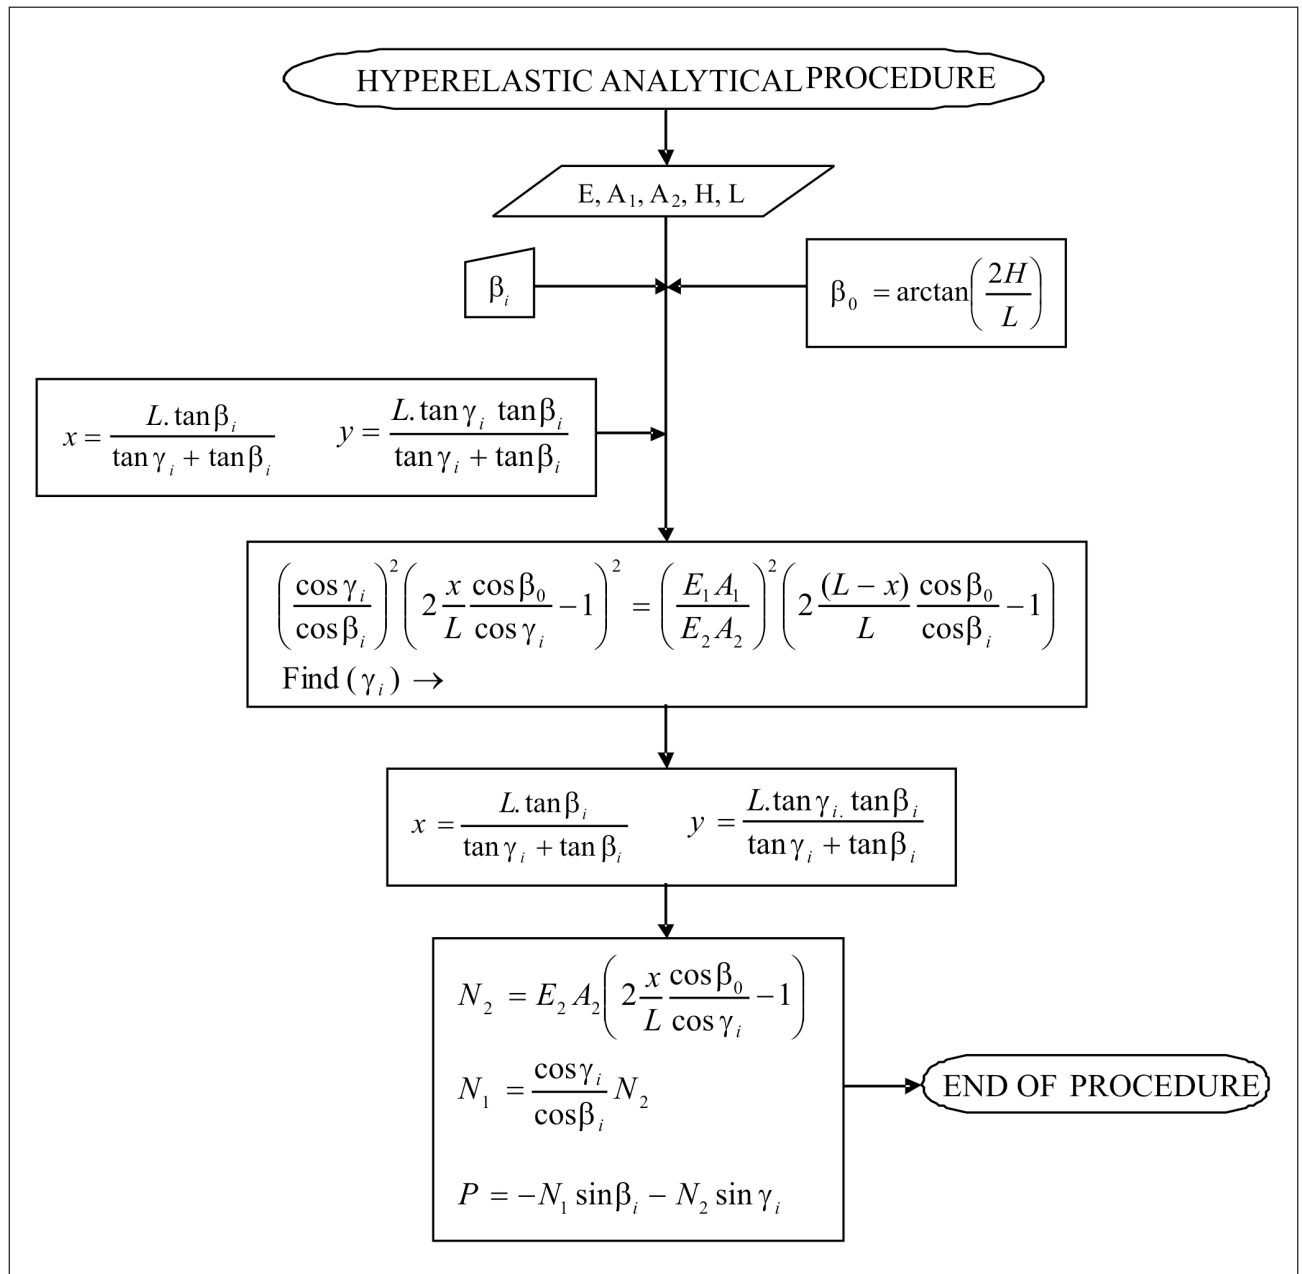 HYPERELASTIC ANALYTICAL PROCEDURE
E, A₁, A₂, H, L
βᵢ
β₀ = arctan(2H/L)
x = L.tanβᵢ/(tanγᵢ + tanβᵢ) y = L.tanγᵢ tanβᵢ/(tanγᵢ + tanβᵢ)
(cosγᵢ/cosβᵢ)²(2 x/L cosβ₀/cosγᵢ −1)² = (E₁A₁/E₂A₂)²(2 (L − x)/L cosβ₀/cosβᵢ −1)
Find (γᵢ) →
x = L.tanβᵢ/(tanγᵢ + tanβᵢ) y = L.tanγᵢ. tanβᵢ/(tanγᵢ + tanβᵢ)
N₂ = E₂A₂(2 x/L cosβ₀/cosγᵢ −1)
N₁ = cosγᵢ/cosβᵢ N₂
END OF PROCEDURE
P = −N₁ sinβᵢ − N₂ sinγᵢ